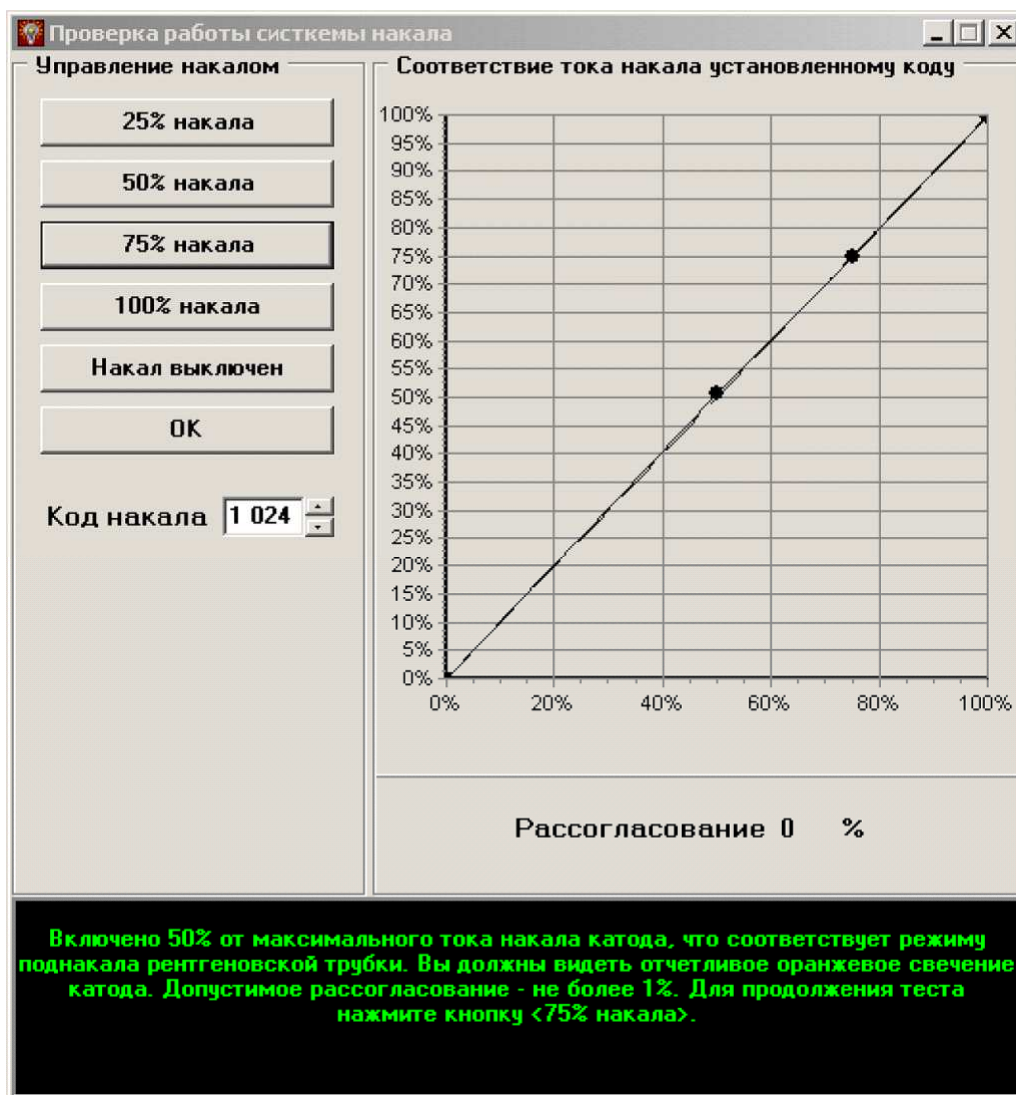 Проверка работы систкемы накала
Управление накалом
25% накала
50% накала
75% накала
100% накала
Накал выключен
OK
Код накала 1 024
Соответствие тока накала установленному коду
100%
95%
90%
85%
80%
75%
70%
65%
60%
55%
50%
45%
40%
35%
30%
25%
20%
15%
10%
5%
0%
0% 20% 40% 60% 80% 100%
Рассогласование 0 %
Включено 50% от максимального тока накала катода, что соответствует режиму
поднакала рентгеновской трубки. Вы должны видеть отчетливое оранжевое свечение
катода. Допустимое рассогласование - не более 1%. Для продолжения теста
нажмите кнопку <75% накала>.